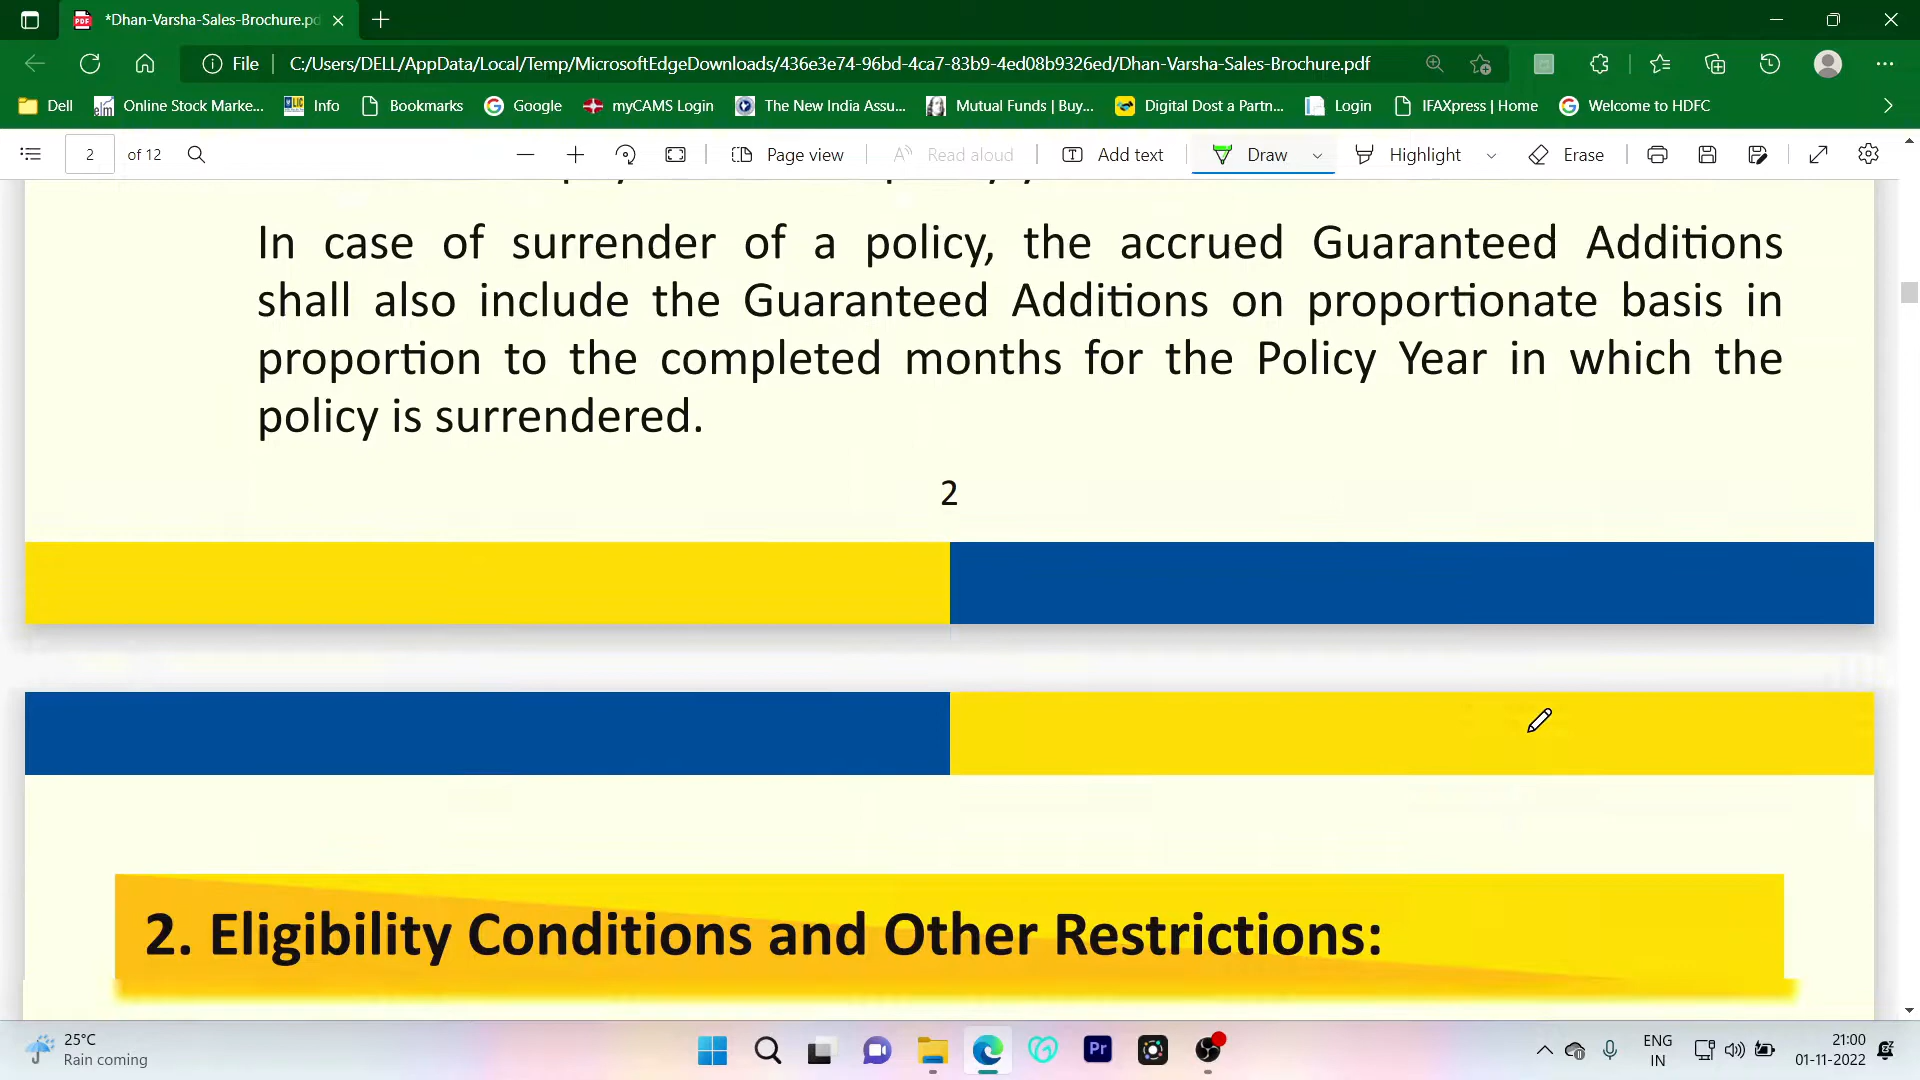 *Dhan-Varsha-Sales-Brochure.pd
File
C:/Users/DELL/AppData/Local/Temp/MicrosoftEdgeDownloads/436e3e74-96bd-4ca7-83b9-4ed08b9326ed/Dhan-Varsha-Sales-Brochure.pdf
Dell
Online Stock Marke...
Info
Bookmarks
Google
myCAMS Login
The New India Assu...
Mutual Funds | Buy...
Digital Dost a Partn...
Login
IFAXpress | Home
Welcome to HDFC
2
of 12
Page view
Read aloud
Add text
Draw
Highlight
Erase
In case of surrender of a policy, the accrued Guaranteed Additions
shall also include the Guaranteed Additions on proportionate basis in
proportion to the completed months for the Policy Year in which the
policy is surrendered.
2
2. Eligibility Conditions and Other Restrictions:
25°C
Rain coming
Pr
ENG
IN
21:00
01-11-2022